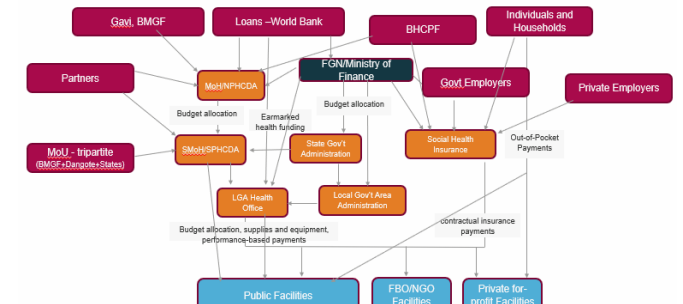 Gavi, BMGF
Loans –World Bank
BHCPF
Individuals and
Households
Partners
MoH/NPHCDA
FGN/Ministry of
Finance
Govt Employers
Private Employers
Budget allocation
Earmarked
health funding
Budget allocation
MoU - tripartite
(BMGF+Dangote+States)
SMoH/SPHCDA
State Gev't
Administration
Social Health
Insurance
Out-of-Pocket
Payments
LGA Health
Office
Local Gov't Area
Administration
Budget allocation, supplies and equipment,
performance-based payments
contractual insurance
payments
Public Facilities
FBO/NGO
Facilities
Private for-
profit Facilities